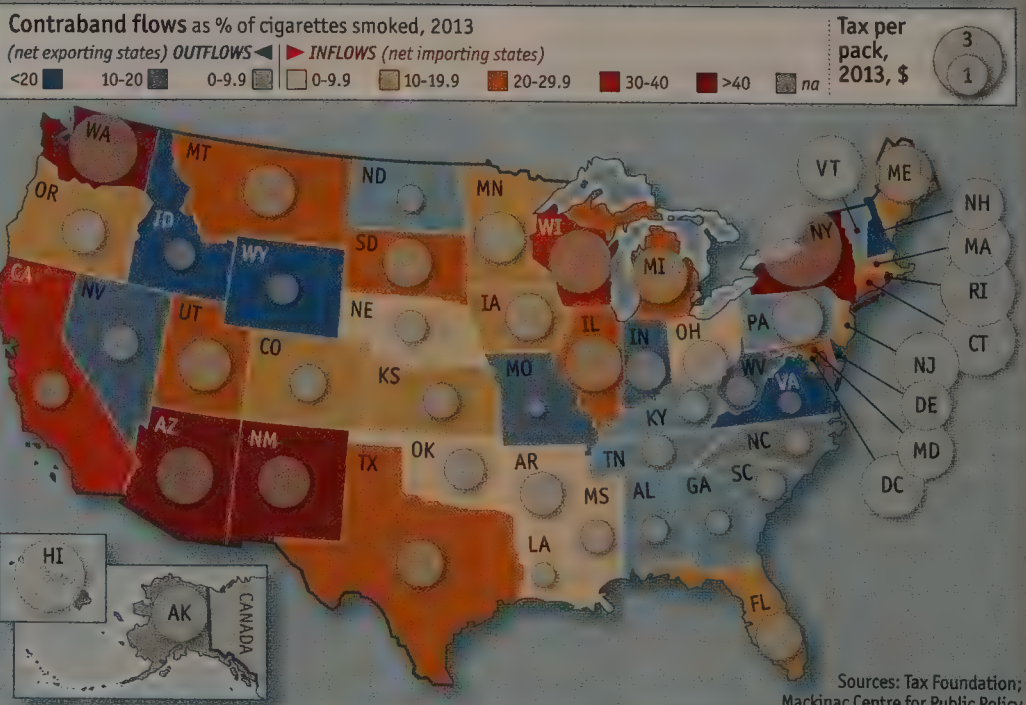 Contraband flows as % of cigarettes smoked, 2013
(net exporting states) OUTFLOWS INFLOWS (net importing states)
<20 10-20 0-9.9 0-9.9 10-19.9 20-29.9 30-40 >40 na
Tax per
pack,
2013, $
3
1
WA
MT
ND
MN
VT
ME
OR
ID
WY
SD
WI
MI
NY
NH
MA
RI
CT
CA
NV
UT
CO
NE
IA
IL
IN
OH
PA
NJ
DE
MD
DC
KS
MO
KY
WV
VA
AZ
NM
TX
OK
AR
TN
NC
SC
MS
AL
GA
LA
FL
HI
AK
CANADA
Sources: Tax Foundation;
Mackinac Centre for Public Policy